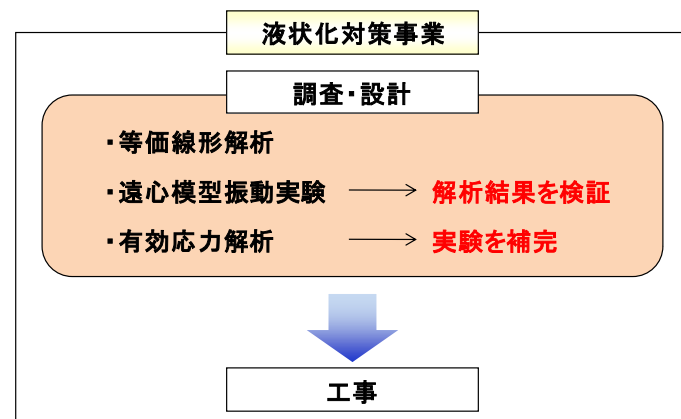 液状化対策事業
調査・設計
・等価線形解析
・遠心模型振動実験 → 解析結果を検証
・有効応力解析 → 実験を補完
工事